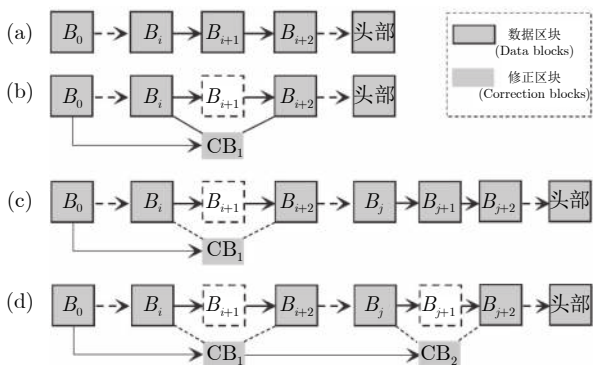 (a) B₀ Bᵢ Bᵢ₊₁ Bᵢ₊₂ 头部
数据区块
(Data blocks)
修正区块
(Correction blocks)
(b) B₀ Bᵢ Bᵢ₊₁ Bᵢ₊₂ 头部
CB₁
(c) B₀ Bᵢ Bᵢ₊₁ Bᵢ₊₂ Bⱼ Bⱼ₊₁ Bⱼ₊₂ 头部
CB₁
(d) B₀ Bᵢ Bᵢ₊₁ Bᵢ₊₂ Bⱼ Bⱼ₊₁ Bⱼ₊₂ 头部
CB₁ CB₂